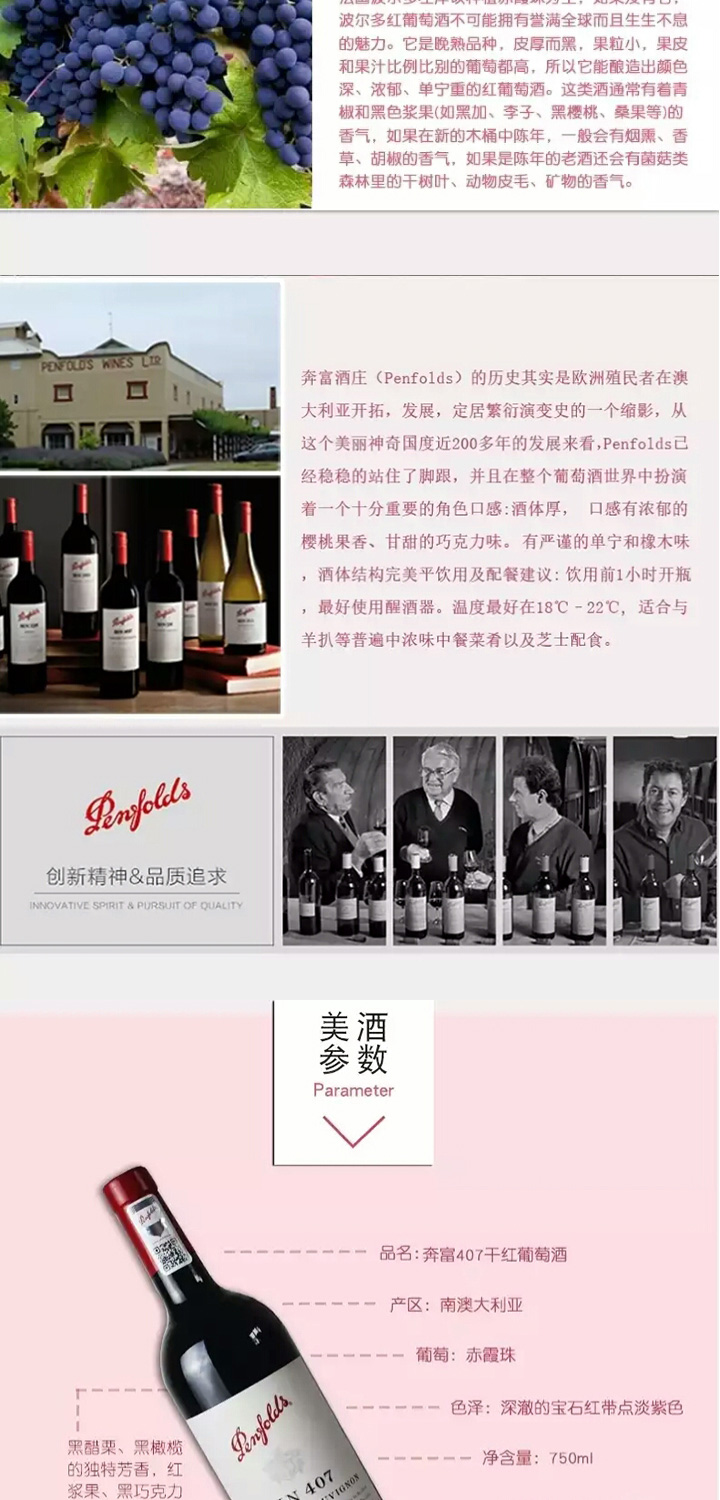 波尔多红葡萄酒不可能拥有誉满全球而且生生不息
的魅力。它是晚熟品种，皮厚而黑，果粒小，果皮
和果汁比例比别的葡萄都高，所以它能酿造出颜色
深、浓郁、单宁重的红葡萄酒。这类酒通常有着青
椒和黑色浆果(如黑加、李子、黑樱桃、桑果等)的
香气，如果在新的木桶中陈年，一般会有烟熏、香
草、胡椒的香气，如果是陈年的老酒还会有菌菇类
森林里的干树叶、动物皮毛、矿物的香气。
PENFOLD'S WINES LTD
奔富酒庄（Penfolds）的历史其实是欧洲殖民者在澳
大利亚开拓，发展，定居繁衍演变史的一个缩影，从
这个美丽神奇国度近200多年的发展来看,Penfolds已
经稳稳的站住了脚跟，并且在整个葡萄酒世界中扮演
着一个十分重要的角色口感:酒体厚， 口感有浓郁的
樱桃果香、甘甜的巧克力味。有严谨的单宁和橡木味
，酒体结构完美平饮用及配餐建议: 饮用前1小时开瓶
，最好使用醒酒器。温度最好在18℃-22℃, 适合与
羊扒等普遍中浓味中餐菜肴以及芝士配食。
Penfolds
创新精神&品质追求
INNOVATIVE SPIRIT & PURSUIT OF QUALITY
美酒
参数
Parameter
品名:奔富407干红葡萄酒
产区: 南澳大利亚
葡萄: 赤霞珠
色泽: 深澈的宝石红带点淡紫色
净含量: 750ml
黑醋栗、黑橄榄
的独特芳香，红
浆果、黑巧克力
Penfolds
407